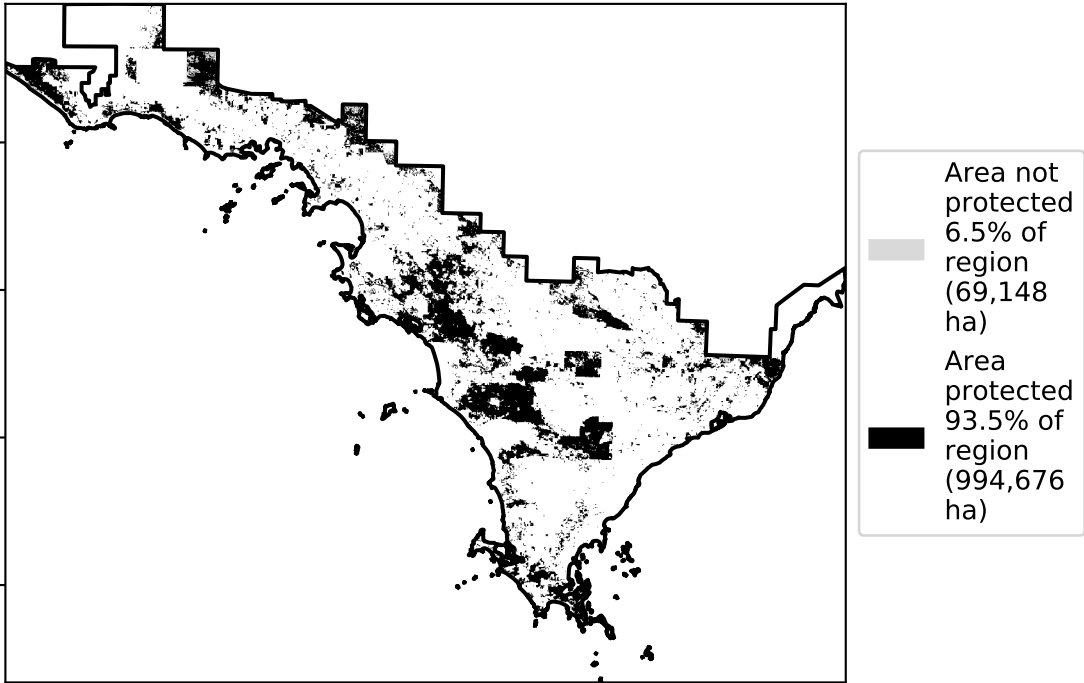 Area not
protected
6.5% of
region
(69,148
ha)
Area
protected
93.5% of
region
(994,676
ha)